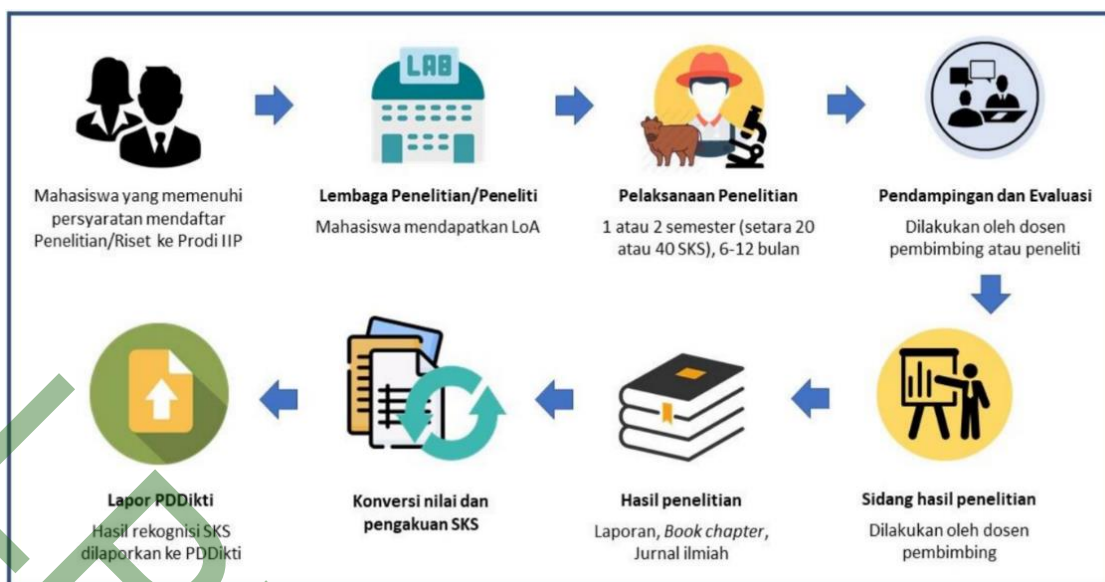 LAB
Mahasiswa yang memenuhi
persyaratan mendaftar
Penelitian/Riset ke Prodi IIP
Lembaga Penelitian/Peneliti
Mahasiswa mendapatkan LoA
Pelaksanaan Penelitian
1 atau 2 semester (setara 20
atau 40 SKS), 6-12 bulan
Pendampingan dan Evaluasi
Dilakukan oleh dosen
pembimbing atau peneliti
Sidang hasil penelitian
Dilakukan oleh dosen
pembimbing
Hasil penelitian
Laporan, Book chapter,
Jurnal ilmiah
Konversi nilai dan
pengakuan SKS
Lapor PDDikti
Hasil rekognisi SKS
dilaporkan ke PDDikti